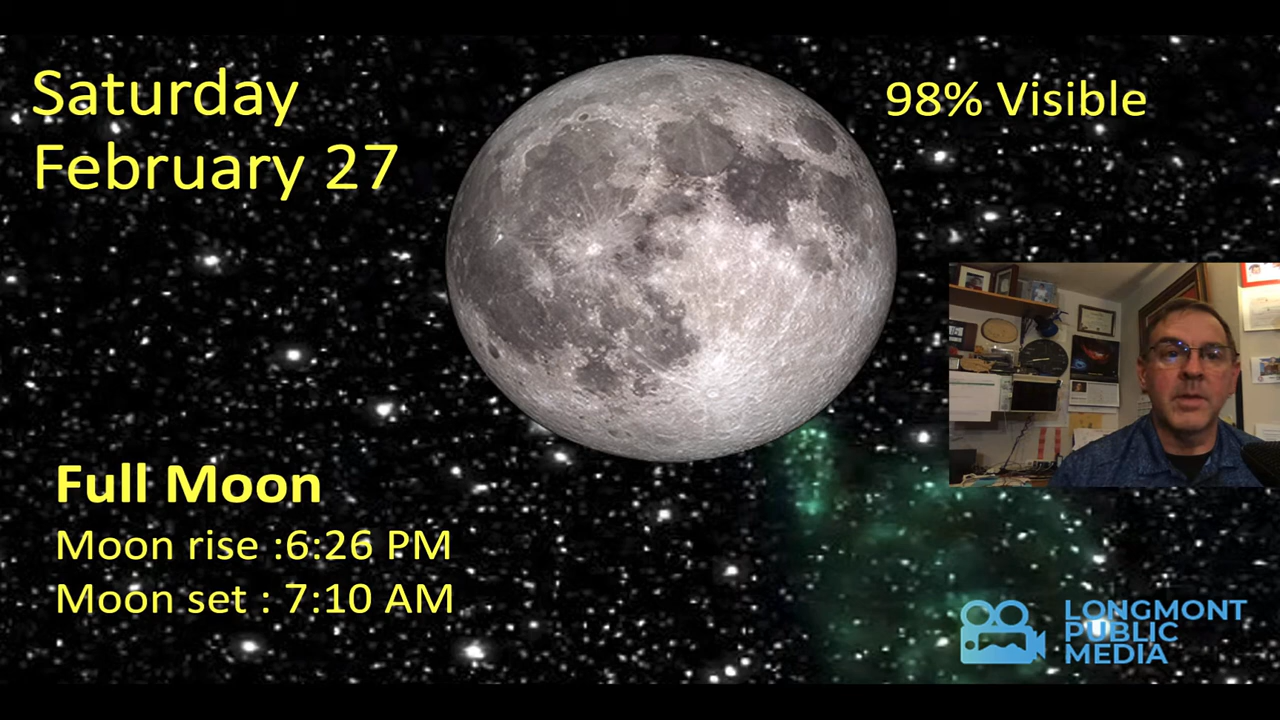 Saturday
February 27
98% Visible
Full Moon
Moon rise :6:26 PM
Moon set : 7:10 AM
LONGMONT
PUBLIC
MEDIA